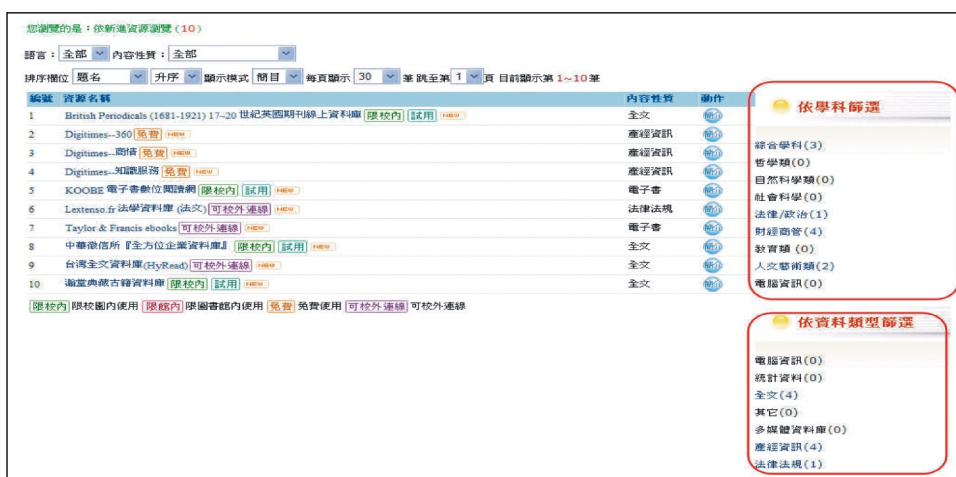 您瀏覽的是：依新進資源瀏覽(10)
語言：全部 內容性質：全部
排序欄位 題名 升序 顯示模式 簡目 每頁顯示 30 筆 跳至第 1 頁 目前顯示第 1~10 筆
編號 資源名稱 內容性質 動作
1 British Periodicals (1681-1921) 17~20 世紀英國期刊線上資料庫 限校內 試用 NEW 全文 簡介
2 Digitimes--360 免費 NEW 產經資訊 簡介
3 Digitimes--商情 免費 NEW 產經資訊 簡介
4 Digitimes--知識服務 免費 NEW 產經資訊 簡介
5 KOOBE 電子書數位閱讀網 限校內 試用 NEW 電子書 簡介
6 Lextenso.fr 法學資料庫 (法文) 可校外連線 NEW 法律法規 簡介
7 Taylor & Francis ebooks 可校外連線 NEW 電子書 簡介
8 中華徵信所『全方位企業資料庫』 限校內 試用 NEW 全文 簡介
9 台灣全文資料庫(HyRead) 可校外連線 NEW 全文 簡介
10 瀚堂典藏古籍資料庫 限校內 試用 NEW 全文 簡介
限校內 限校園內使用 限館內 限圖書館內使用 免費 免費使用 可校外連線 可校外連線
依學科篩選
綜合學科(3)
哲學類(0)
自然科學類(0)
社會科學(0)
法律/政治(1)
財經商管(4)
教育類 (0)
人文藝術類(2)
電腦資訊(0)
依資料類型篩選
電腦資訊(0)
統計資料(0)
全文(4)
其它(0)
多媒體資料庫(0)
產經資訊(4)
法律法規(1)